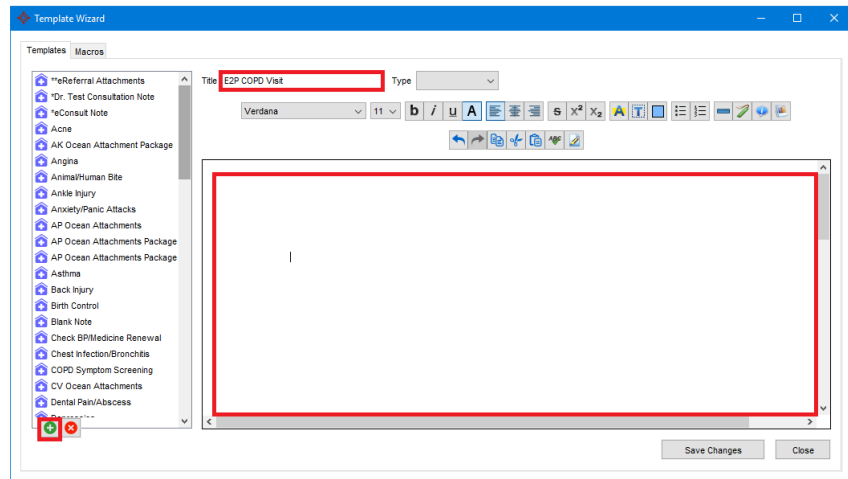 Template Wizard
Templates Macros
**eReferral Attachments
*Dr. Test Consultation Note
*eConsult Note
Acne
AK Ocean Attachment Package
Angina
Animal/Human Bite
Ankle Injury
Anxiety/Panic Attacks
AP Ocean Attachments
AP Ocean Attachments Package
AP Ocean Attachments Package
Asthma
Back Injury
Birth Control
Blank Note
Check BP/Medicine Renewal
Chest Infection/Bronchitis
COPD Symptom Screening
CV Ocean Attachments
Dental Pain/Abscess
Title E2P COPD Visit Type
Verdana 11 b i u A S X² X₂ A T
ABC
Save Changes Close